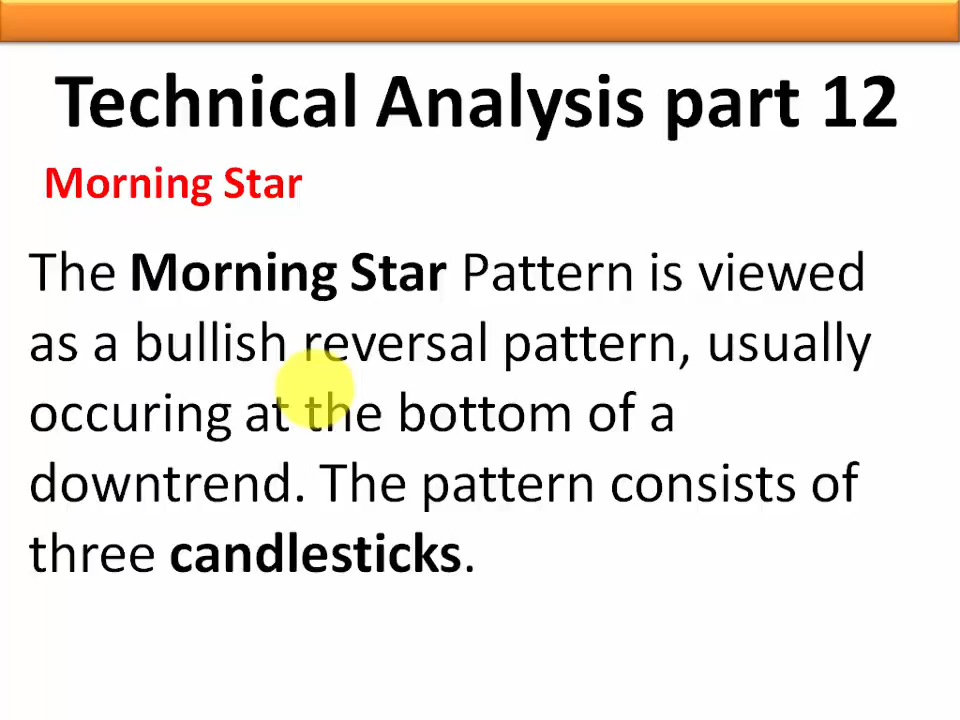 Technical Analysis part 12
Morning Star
The Morning Star Pattern is viewed
as a bullish reversal pattern, usually
occuring at the bottom of a
downtrend. The pattern consists of
three candlesticks.